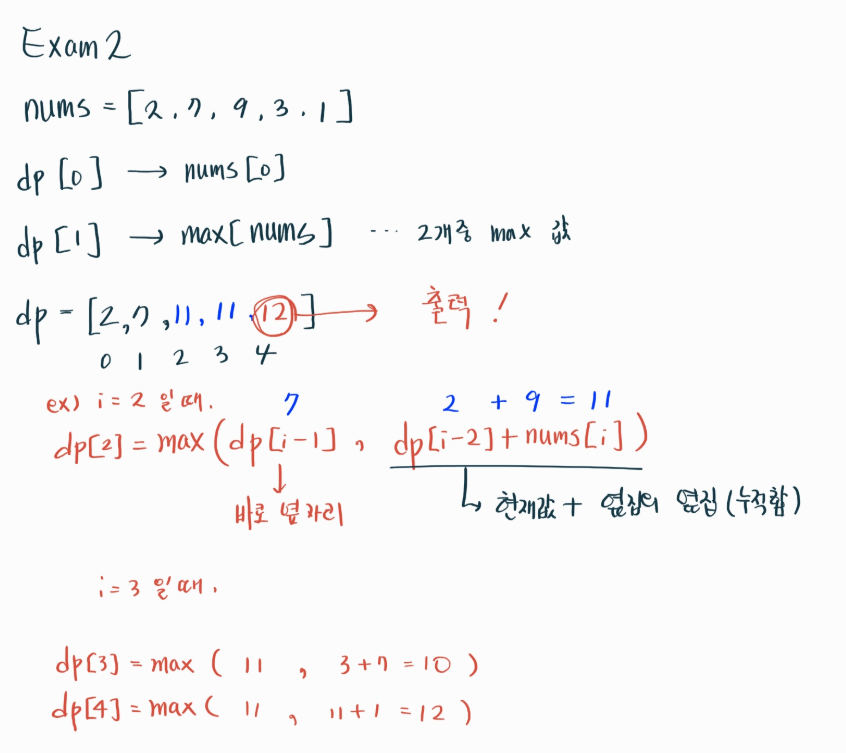 Exam2
nums = [2, 7, 9, 3. 1]
dp [0] → nums [0]
dp [1] → max[nums] … 2개중 max 값
dp = [2, 7, 11, 11, 12] → 출력!
0 1 2 3 4
ex) i = 2 일때.
7 2 + 9 = 11
dp[2] = max(dp[i-1], dp[i-2]+nums[i])
↓
바로 옆자리
↳ 현재값 + 옆집의 옆집 (누적합)
i = 3 일때.
dp[3] = max ( 11 , 3+7 = 10 )
dp[4] = max ( 11 , 11+1 = 12 )